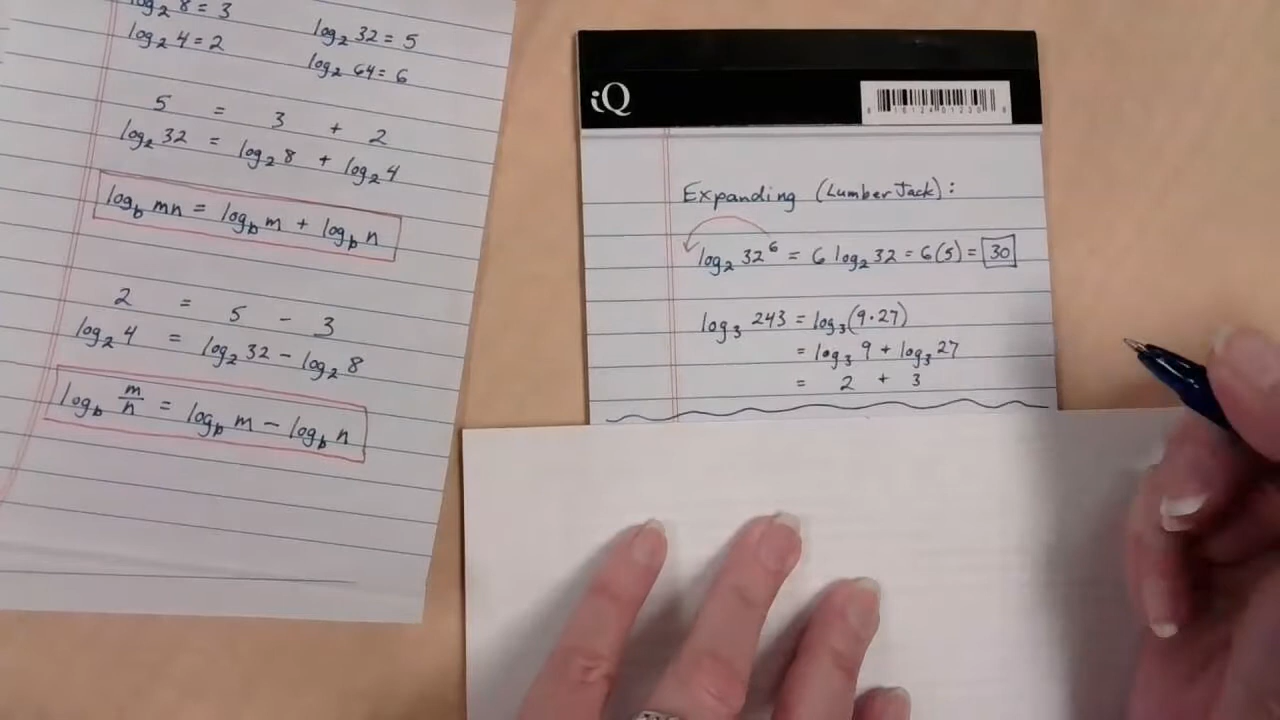 log₂ 8 = 3
log₂ 4 = 2
log₂ 32 = 5
log₂ 64 = 6
5 = 3 + 2
log₂ 32 = log₂ 8 + log₂ 4
log_b mn = log_b m + log_b n
2 = 5 - 3
log₂ 4 = log₂ 32 - log₂ 8
log_b m/n = log_b m - log_b n
iQ
Expanding (LumberJack):
log₂ 32⁶ = 6 log₂ 32 = 6(5) = 30
log₃ 243 = log₃(9·27)
= log₃ 9 + log₃ 27
= 2 + 3